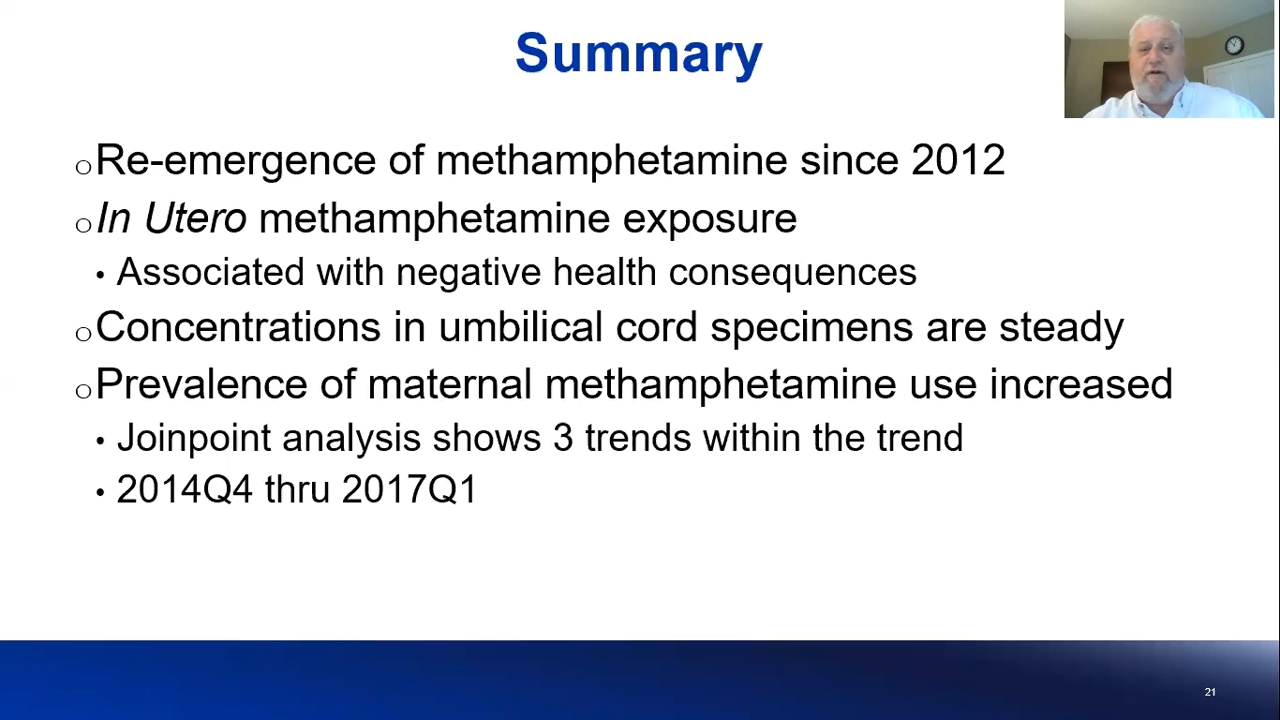 Summary
Re-emergence of methamphetamine since 2012
In Utero methamphetamine exposure
• Associated with negative health consequences
Concentrations in umbilical cord specimens are steady
Prevalence of maternal methamphetamine use increased
• Joinpoint analysis shows 3 trends within the trend
• 2014Q4 thru 2017Q1
21